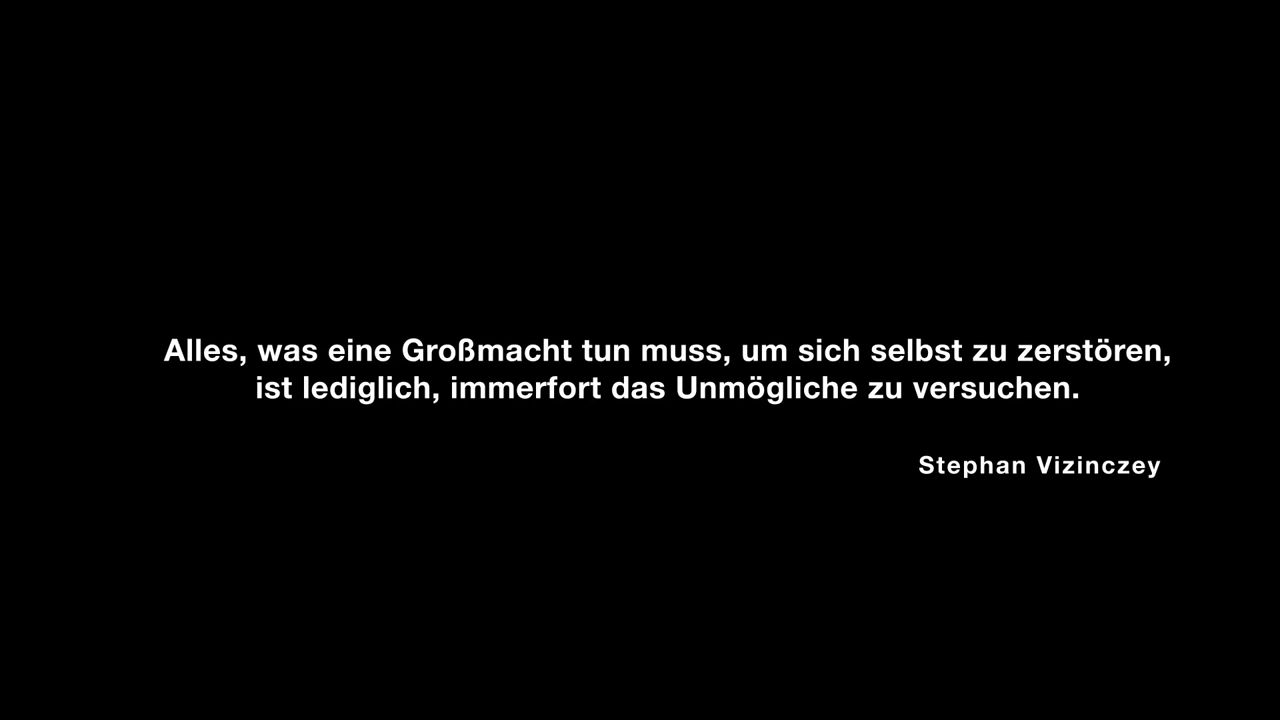 Alles, was eine Großmacht tun muss, um sich selbst zu zerstören,
ist lediglich, immerfort das Unmögliche zu versuchen.
Stephan Vizinczey